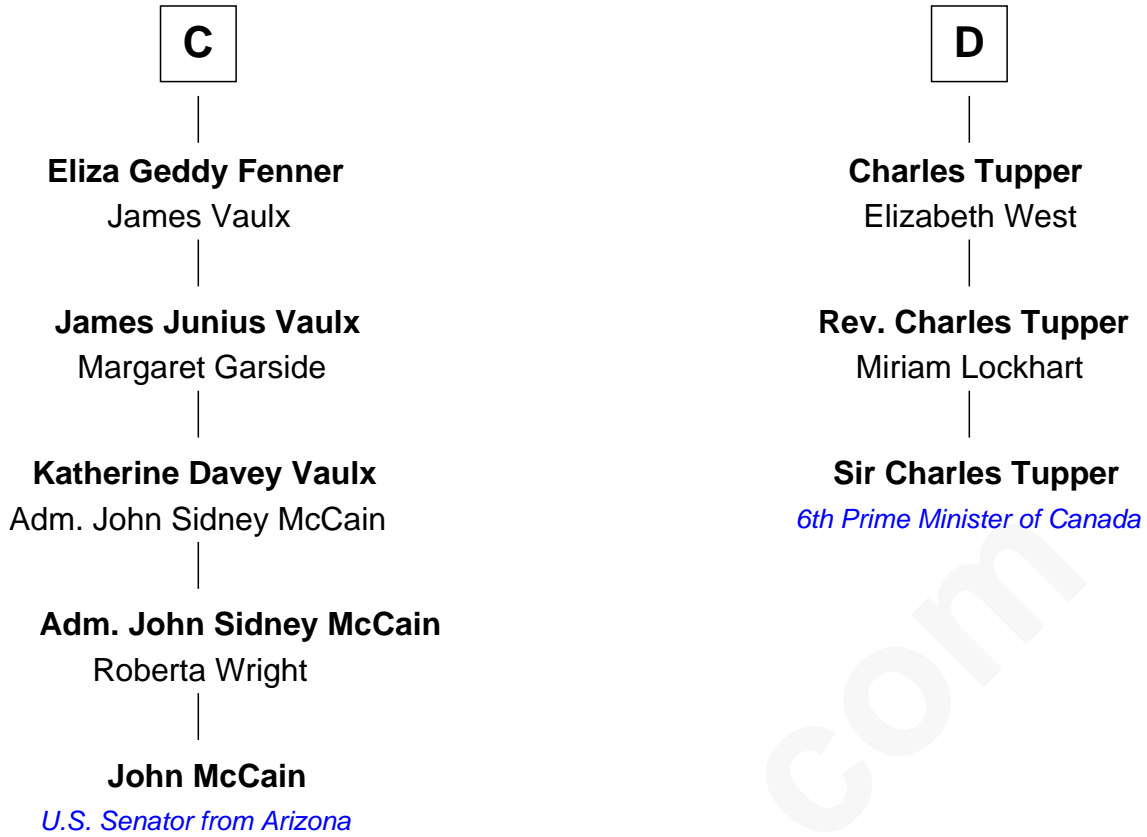 C
Eliza Geddy Fenner
James Vaulx
James Junius Vaulx
Margaret Garside
Katherine Davey Vaulx
Adm. John Sidney McCain
Adm. John Sidney McCain
Roberta Wright
John McCain
U.S. Senator from Arizona
D
Charles Tupper
Elizabeth West
Rev. Charles Tupper
Miriam Lockhart
Sir Charles Tupper
6th Prime Minister of Canada
com